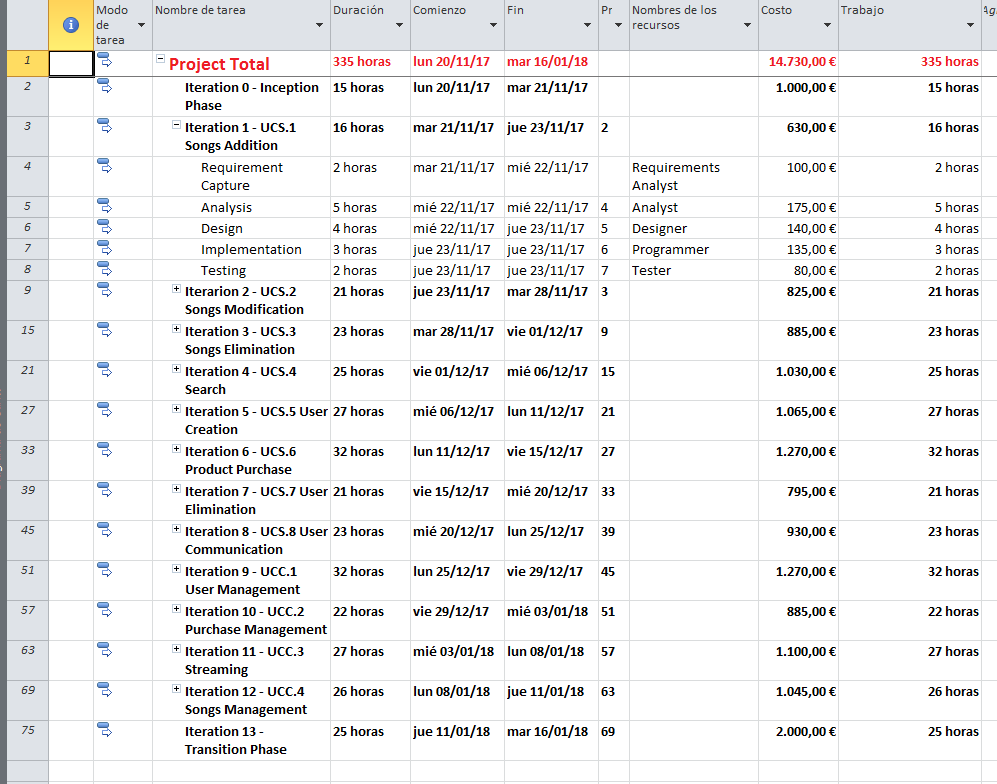 Modo de tarea Nombre de tarea Duración Comienzo Fin Pr Nombres de los recursos Costo Trabajo
1 Project Total 335 horas lun 20/11/17 mar 16/01/18 14.730,00 € 335 horas
2 Iteration 0 - Inception Phase 15 horas lun 20/11/17 mar 21/11/17 1.000,00 € 15 horas
3 Iteration 1 - UCS.1 Songs Addition 16 horas mar 21/11/17 jue 23/11/17 2 630,00 € 16 horas
4 Requirement Capture 2 horas mar 21/11/17 mié 22/11/17 Requirements Analyst 100,00 € 2 horas
5 Analysis 5 horas mié 22/11/17 mié 22/11/17 4 Analyst 175,00 € 5 horas
6 Design 4 horas mié 22/11/17 jue 23/11/17 5 Designer 140,00 € 4 horas
7 Implementation 3 horas jue 23/11/17 jue 23/11/17 6 Programmer 135,00 € 3 horas
8 Testing 2 horas jue 23/11/17 jue 23/11/17 7 Tester 80,00 € 2 horas
9 Iterarion 2 - UCS.2 Songs Modification 21 horas jue 23/11/17 mar 28/11/17 3 825,00 € 21 horas
15 Iteration 3 - UCS.3 Songs Elimination 23 horas mar 28/11/17 vie 01/12/17 9 885,00 € 23 horas
21 Iteration 4 - UCS.4 Search 25 horas vie 01/12/17 mié 06/12/17 15 1.030,00 € 25 horas
27 Iteration 5 - UCS.5 User Creation 27 horas mié 06/12/17 lun 11/12/17 21 1.065,00 € 27 horas
33 Iteration 6 - UCS.6 Product Purchase 32 horas lun 11/12/17 vie 15/12/17 27 1.270,00 € 32 horas
39 Iteration 7 - UCS.7 User Elimination 21 horas vie 15/12/17 mié 20/12/17 33 795,00 € 21 horas
45 Iteration 8 - UCS.8 User Communication 23 horas mié 20/12/17 lun 25/12/17 39 930,00 € 23 horas
51 Iteration 9 - UCC.1 User Management 32 horas lun 25/12/17 vie 29/12/17 45 1.270,00 € 32 horas
57 Iteration 10 - UCC.2 Purchase Management 22 horas vie 29/12/17 mié 03/01/18 51 885,00 € 22 horas
63 Iteration 11 - UCC.3 Streaming 27 horas mié 03/01/18 lun 08/01/18 57 1.100,00 € 27 horas
69 Iteration 12 - UCC.4 Songs Management 26 horas lun 08/01/18 jue 11/01/18 63 1.045,00 € 26 horas
75 Iteration 13 - Transition Phase 25 horas jue 11/01/18 mar 16/01/18 69 2.000,00 € 25 horas